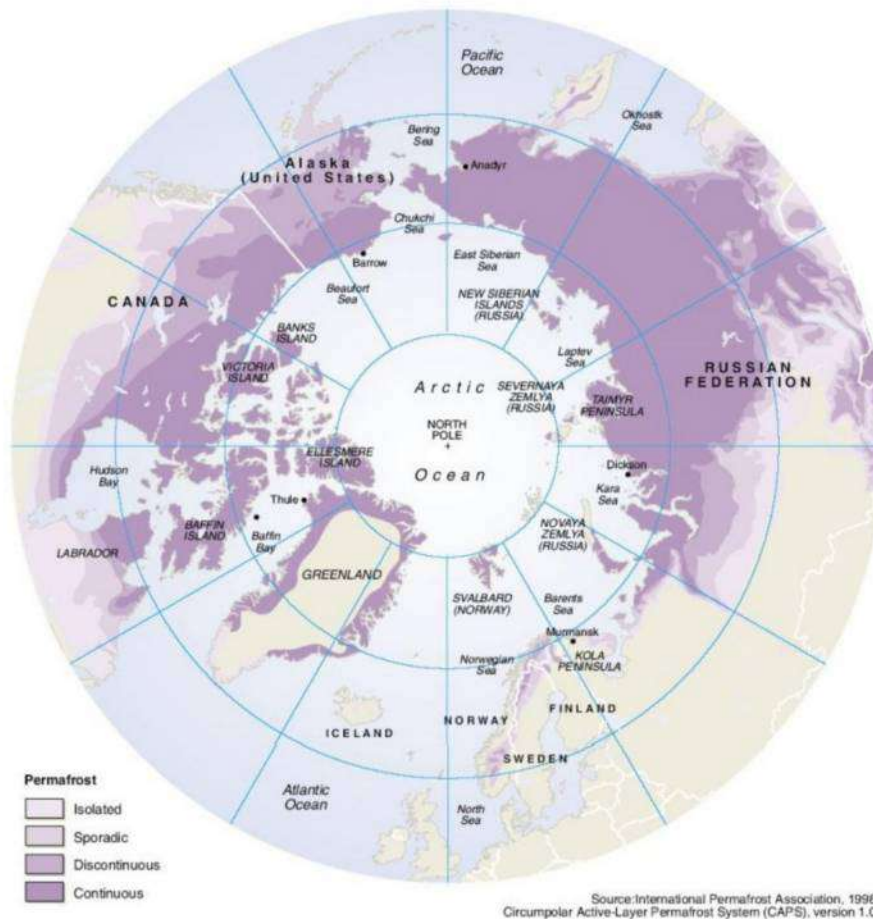 Pacific
Ocean
Okhostk
Sea
Bering
Sea
Anadyr
Alaska
(United States)
Chukchi
Sea
Barrow
East Siberian
Sea
Beaufort
Sea
NEW SIBERIAN
ISLANDS
(RUSSIA)
CANADA
BANKS
ISLAND
Laptev
Sea
VICTORIA
ISLAND
RUSSIAN
FEDERATION
Arctic
SEVERNAYA
ZEMLYA
(RUSSIA)
TAIMYR
PENINSULA
NORTH
POLE
ELLESMERE
ISLAND
Ocean
Dickson
Hudson
Bay
Kara
Sea
Thule
BAFFIN
ISLAND
Baffin
Bay
NOVAYA
ZEMLYA
(RUSSIA)
LABRADOR
GREENLAND
SVALBARD
(NORWAY)
Barents
Sea
Murmansk
KOLA
PENINSULA
Norwegian
Sea
FINLAND
NORWAY
ICELAND
SWEDEN
Atlantic
Ocean
North
Sea
Permafrost
Isolated
Sporadic
Discontinuous
Continuous
Source:International Permafrost Association, 1998
Circumpolar Active-Layer Permafrost System (CAPS), version 1.0